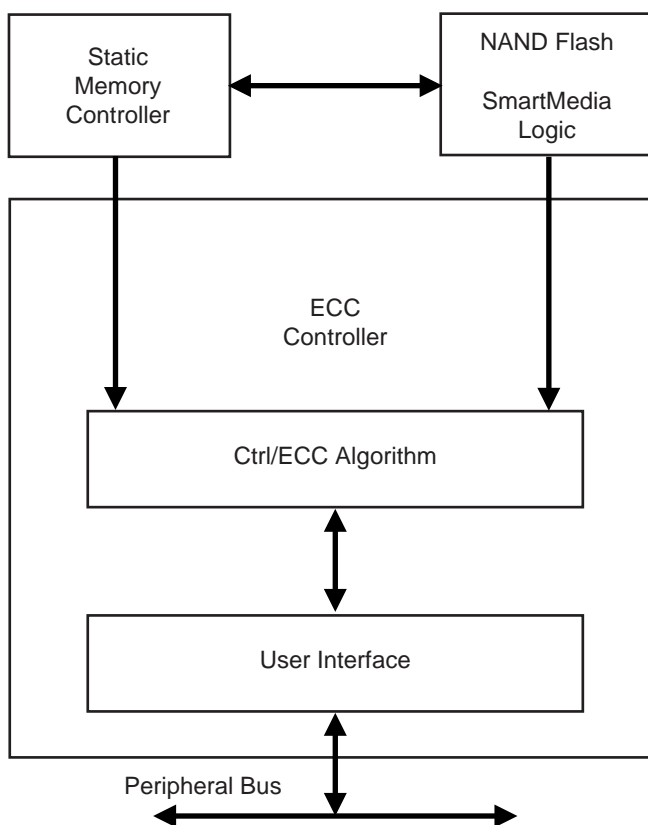 Static
Memory
Controller
NAND Flash
SmartMedia
Logic
ECC
Controller
Ctrl/ECC Algorithm
User Interface
Peripheral Bus